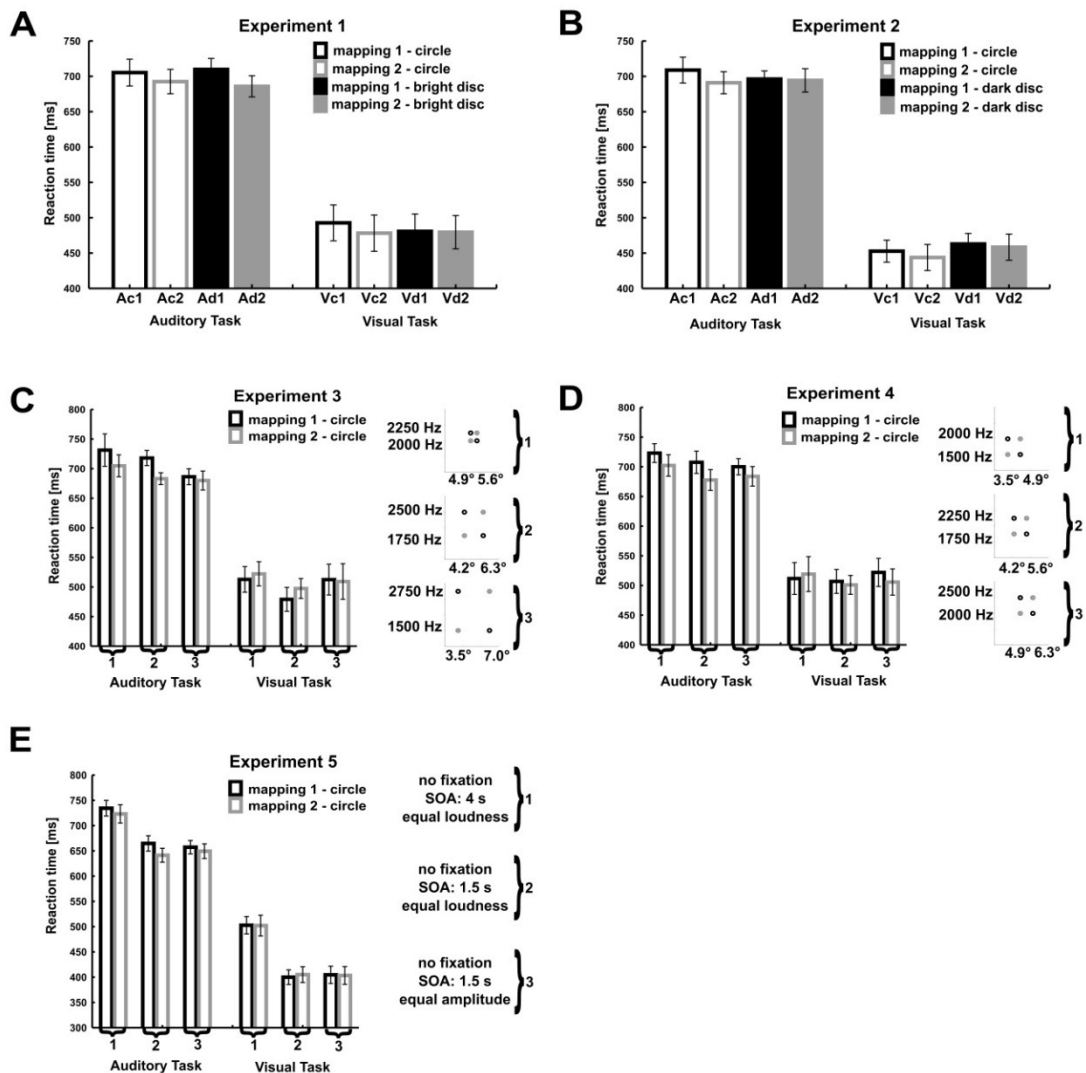 A
Experiment 1
Reaction time [ms]
750
700
650
600
550
500
450
400
mapping 1 - circle
mapping 2 - circle
mapping 1 - bright disc
mapping 2 - bright disc
Ac1 Ac2 Ad1 Ad2 Vc1 Vc2 Vd1 Vd2
Auditory Task Visual Task
B
Experiment 2
Reaction time [ms]
750
700
650
600
550
500
450
400
mapping 1 - circle
mapping 2 - circle
mapping 1 - dark disc
mapping 2 - dark disc
Ac1 Ac2 Ad1 Ad2 Vc1 Vc2 Vd1 Vd2
Auditory Task Visual Task
C
Experiment 3
Reaction time [ms]
800
750
700
650
600
550
500
450
400
mapping 1 - circle
mapping 2 - circle
1 2 3 1 2 3
Auditory Task Visual Task
2250 Hz
2000 Hz
4.9° 5.6°
1
2500 Hz
1750 Hz
4.2° 6.3°
2
2750 Hz
1500 Hz
3.5° 7.0°
3
D
Experiment 4
Reaction time [ms]
800
750
700
650
600
550
500
450
400
mapping 1 - circle
mapping 2 - circle
1 2 3 1 2 3
Auditory Task Visual Task
2000 Hz
1500 Hz
3.5° 4.9°
1
2250 Hz
1750 Hz
4.2° 5.6°
2
2500 Hz
2000 Hz
4.9° 6.3°
3
E
Experiment 5
Reaction time [ms]
800
750
700
650
600
550
500
450
400
350
300
mapping 1 - circle
mapping 2 - circle
1 2 3 1 2 3
Auditory Task Visual Task
no fixation
SOA: 4 s
equal loudness
1
no fixation
SOA: 1.5 s
equal loudness
2
no fixation
SOA: 1.5 s
equal amplitude
3